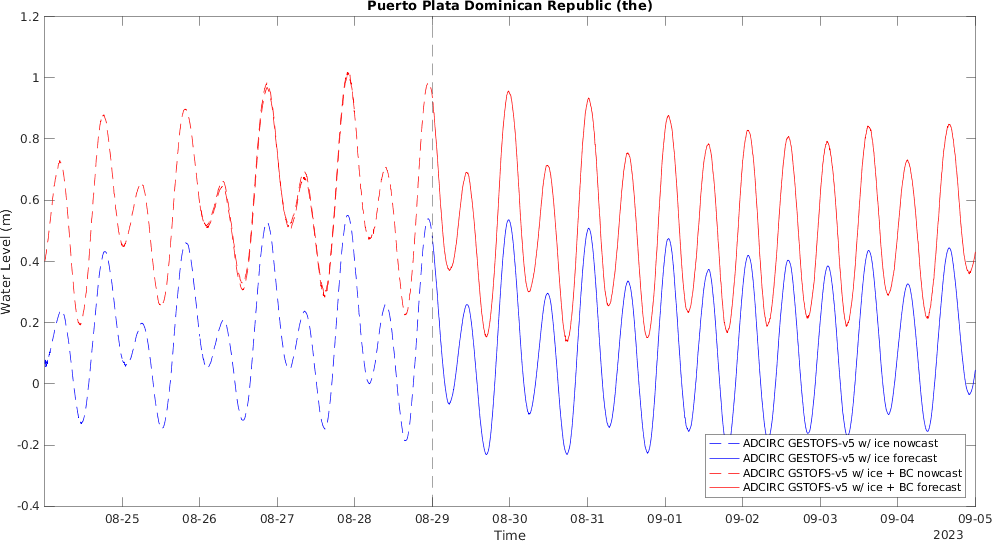 Puerto Plata Dominican Republic (the)
1.2
1
0.8
0.6
0.4
0.2
0
-0.2
-0.4
Water Level (m)
ADCIRC GESTOFS-v5 w/ ice nowcast
ADCIRC GESTOFS-v5 w/ ice forecast
ADCIRC GSTOFS-v5 w/ ice + BC nowcast
ADCIRC GSTOFS-v5 w/ ice + BC forecast
08-25 08-26 08-27 08-28 08-29 08-30 08-31 09-01 09-02 09-03 09-04 09-05
Time
2023